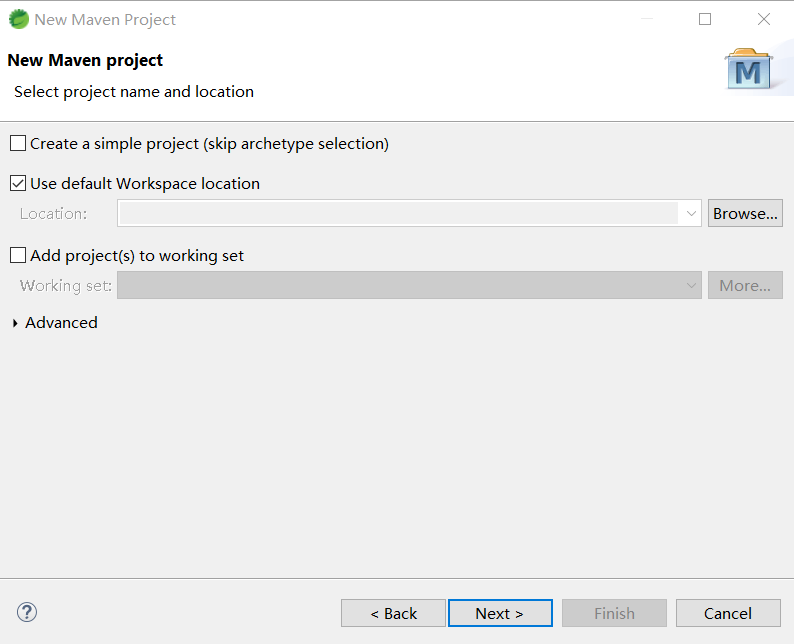 New Maven Project
New Maven project
Select project name and location
M
Create a simple project (skip archetype selection)
Use default Workspace location
Location:
Browse...
Add project(s) to working set
Working set:
More...
Advanced
?
< Back
Next >
Finish
Cancel